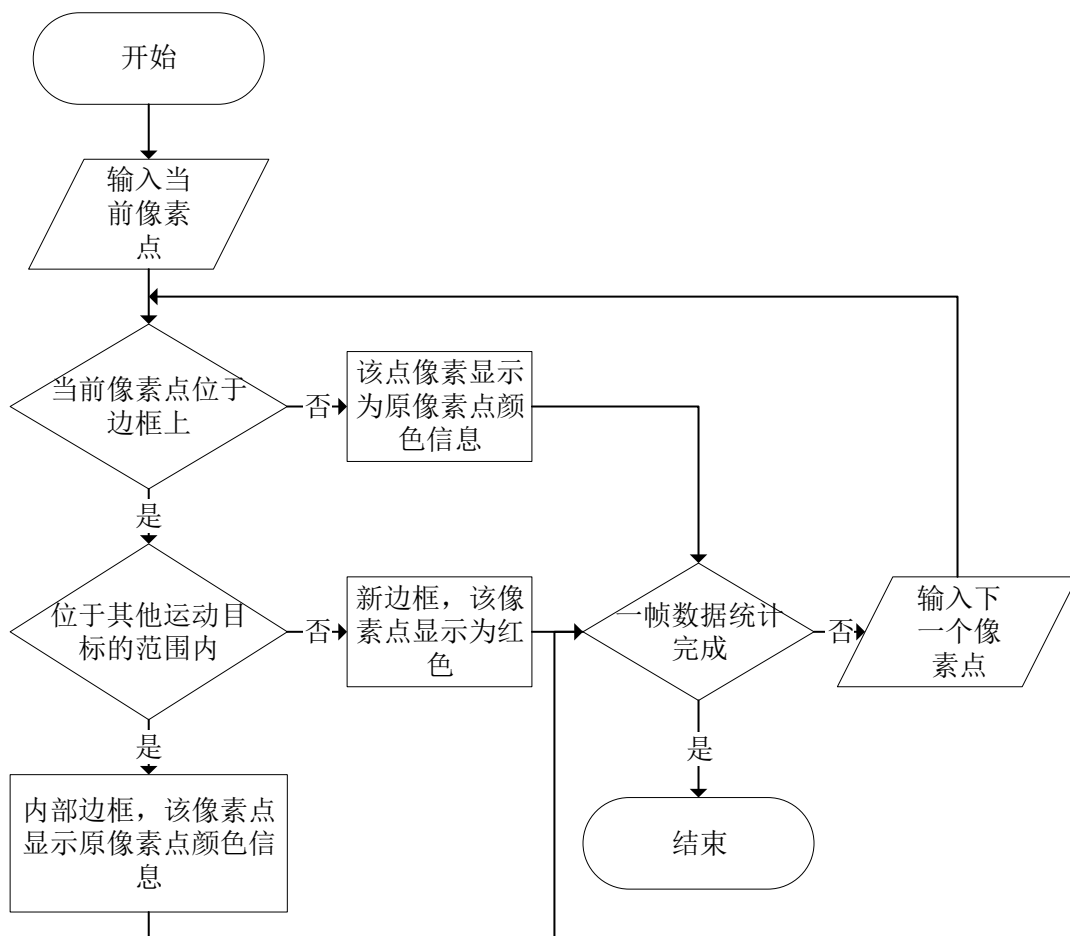 开始
输入当
前像素
点
当前像素点位于
边框上
否
该点像素显示
为原像素点颜
色信息
是
位于其他运动目
标的范围内
否
新边框，该像
素点显示为红
色
一帧数据统计
完成
否
输入下
一个像
素点
是
内部边框，该像素点
显示原像素点颜色信
息
是
结束